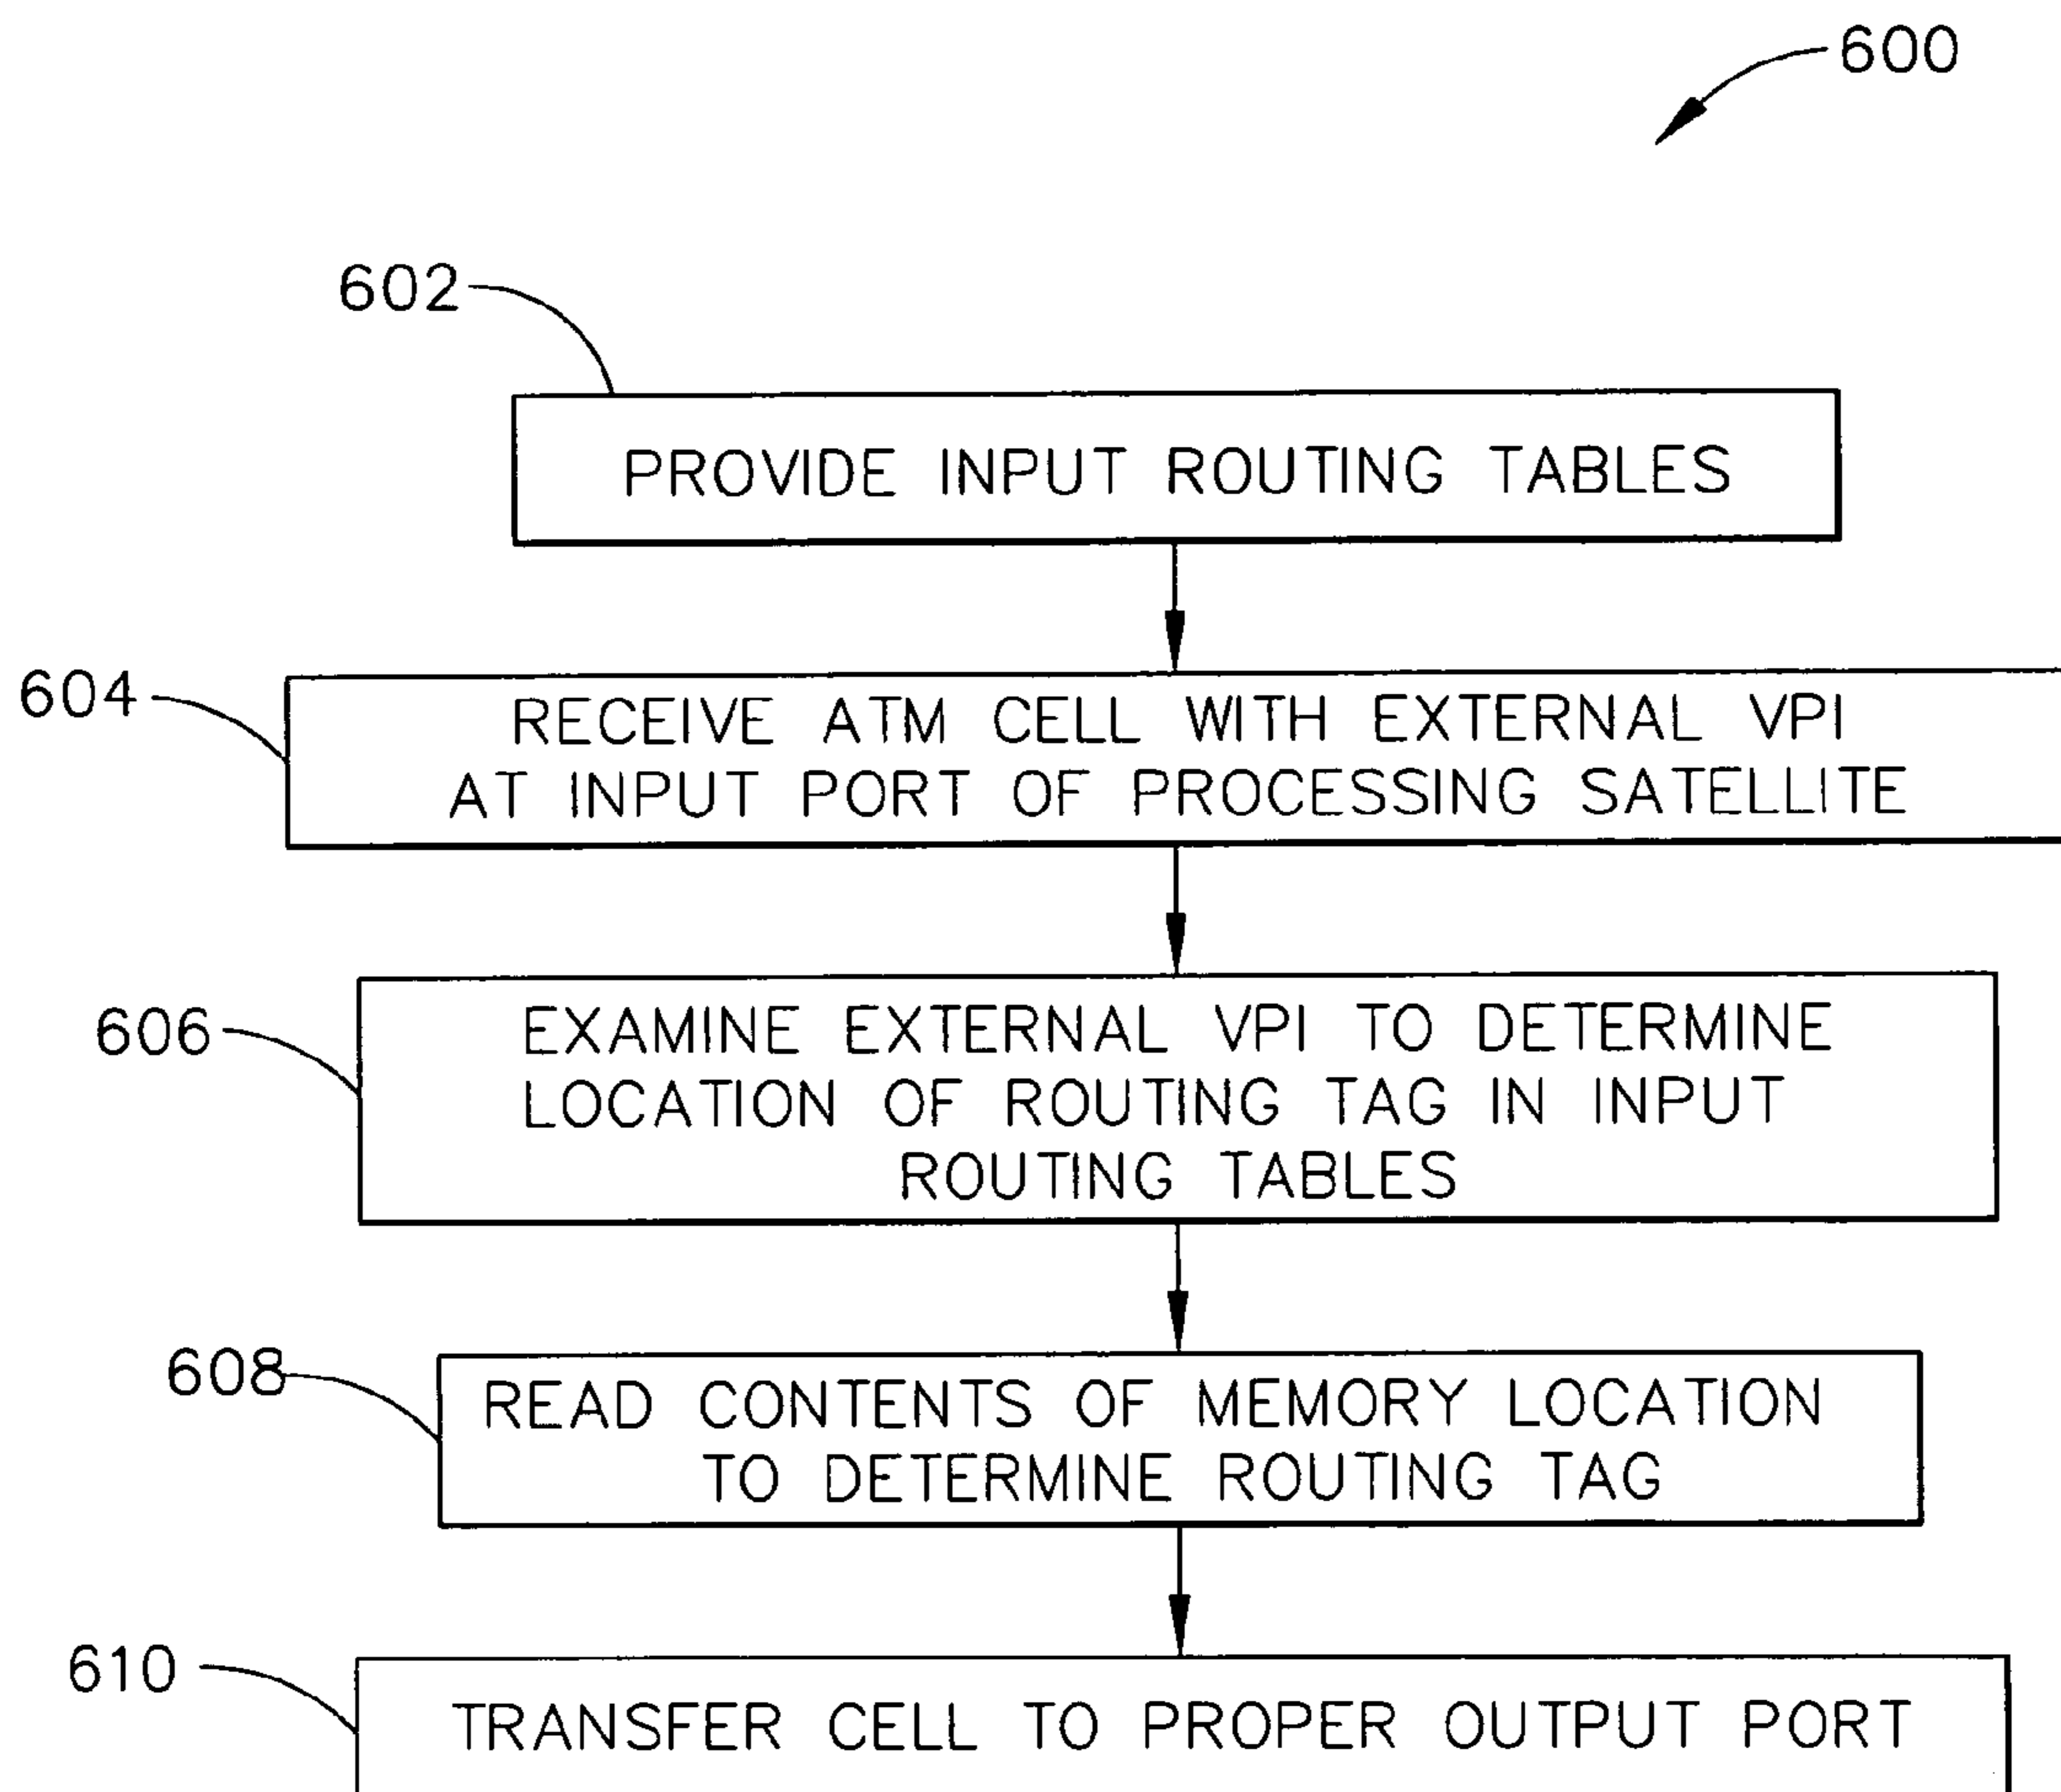 600
602
PROVIDE INPUT ROUTING TABLES
604
RECEIVE ATM CELL WITH EXTERNAL VPI
AT INPUT PORT OF PROCESSING SATELLITE
606
EXAMINE EXTERNAL VPI TO DETERMINE
LOCATION OF ROUTING TAG IN INPUT
ROUTING TABLES
608
READ CONTENTS OF MEMORY LOCATION
TO DETERMINE ROUTING TAG
610
TRANSFER CELL TO PROPER OUTPUT PORT